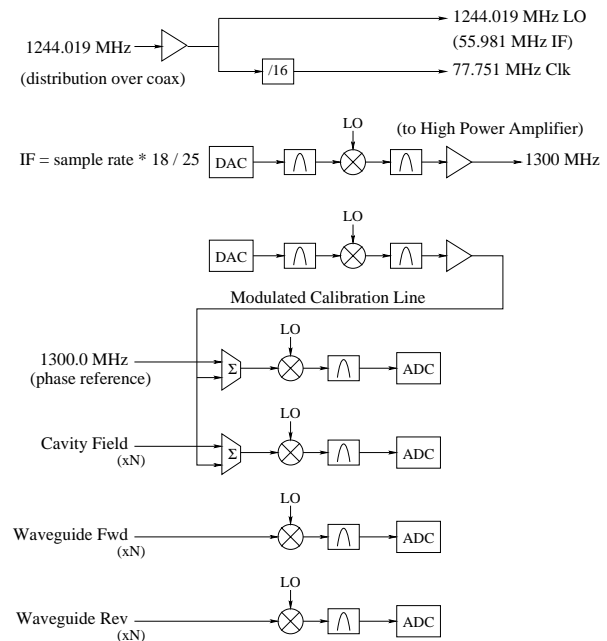 1244.019 MHz
(distribution over coax)
1244.019 MHz LO
(55.981 MHz IF)
/16
77.751 MHz Clk
LO
(to High Power Amplifier)
IF = sample rate * 18 / 25
DAC
1300 MHz
LO
DAC
Modulated Calibration Line
LO
1300.0 MHz
(phase reference)
Σ
ADC
LO
Cavity Field
(xN)
Σ
ADC
LO
Waveguide Fwd
(xN)
ADC
LO
Waveguide Rev
(xN)
ADC